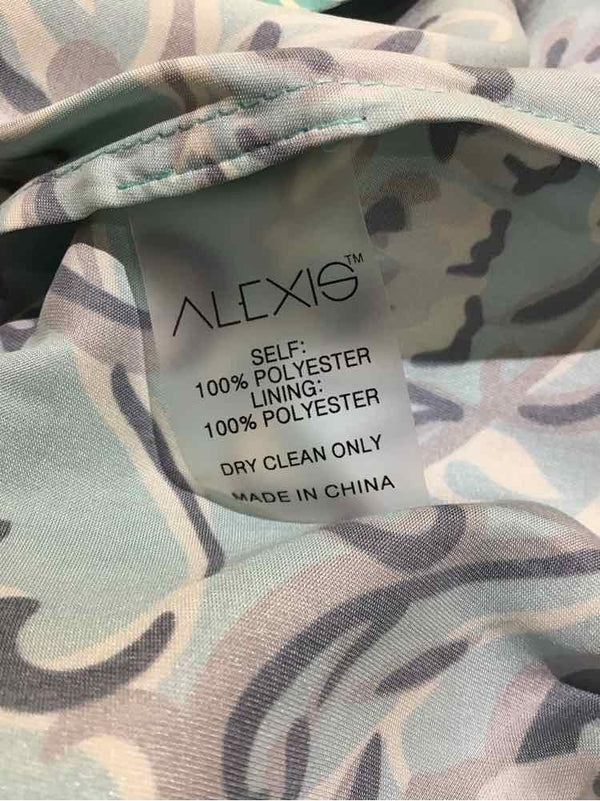 ALEXIS™
SELF:
100% POLYESTER
LINING:
100% POLYESTER
DRY CLEAN ONLY
MADE IN CHINA